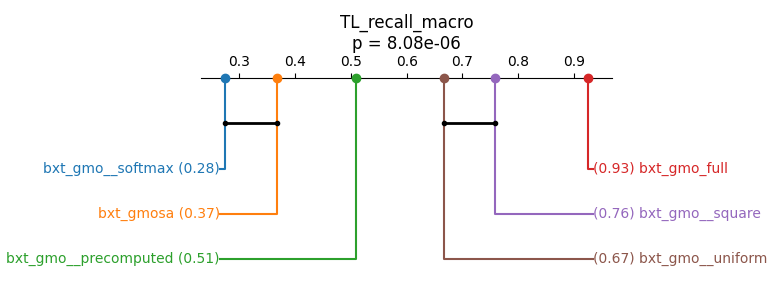 TL_recall_macro
p = 8.08e-06
0.3 0.4 0.5 0.6 0.7 0.8 0.9
bxt_gmo__softmax (0.28) (0.93) bxt_gmo_full
bxt_gmosa (0.37) (0.76) bxt_gmo__square
bxt_gmo__precomputed (0.51) (0.67) bxt_gmo__uniform